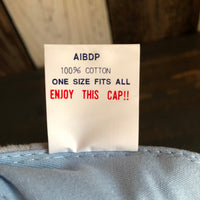 AIBDP
100% COTTON
ONE SIZE FITS ALL
ENJOY THIS CAP!!